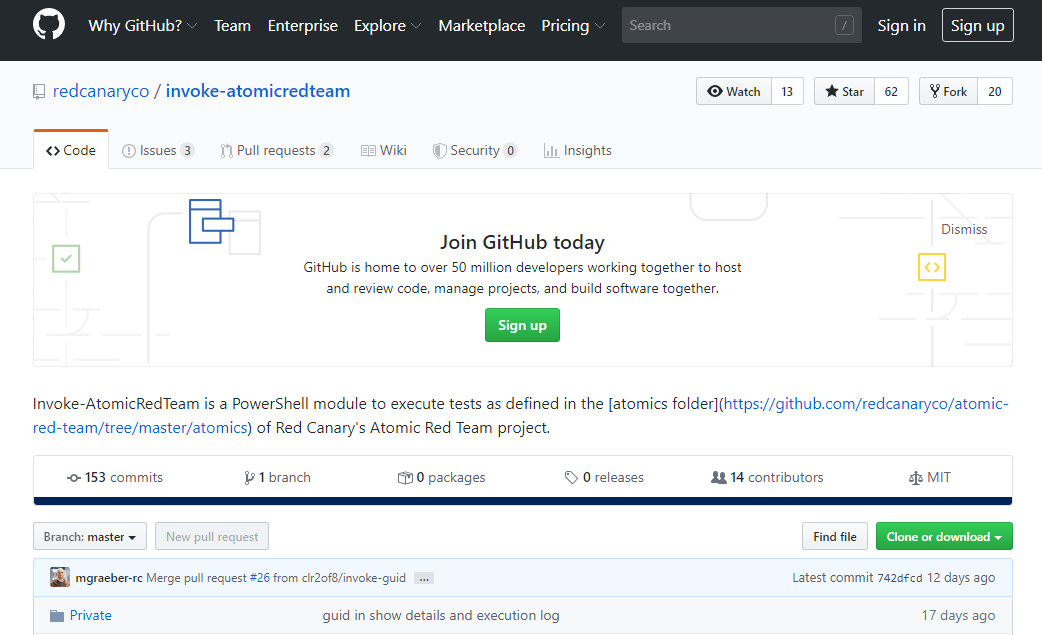 Why GitHub? Team Enterprise Explore Marketplace Pricing Search / Sign in Sign up
redcanaryco / invoke-atomicredteam Watch 13 Star 62 Fork 20
Code Issues 3 Pull requests 2 Wiki Security 0 Insights
Dismiss
Join GitHub today
GitHub is home to over 50 million developers working together to host
and review code, manage projects, and build software together.
Sign up
Invoke-AtomicRedTeam is a PowerShell module to execute tests as defined in the [atomics folder](https://github.com/redcanaryco/atomic-
red-team/tree/master/atomics) of Red Canary's Atomic Red Team project.
153 commits 1 branch 0 packages 0 releases 14 contributors MIT
Branch: master New pull request Find file Clone or download
mgraeber-rc Merge pull request #26 from clr2of8/invoke-guid ... Latest commit 742dfcd 12 days ago
Private guid in show details and execution log 17 days ago